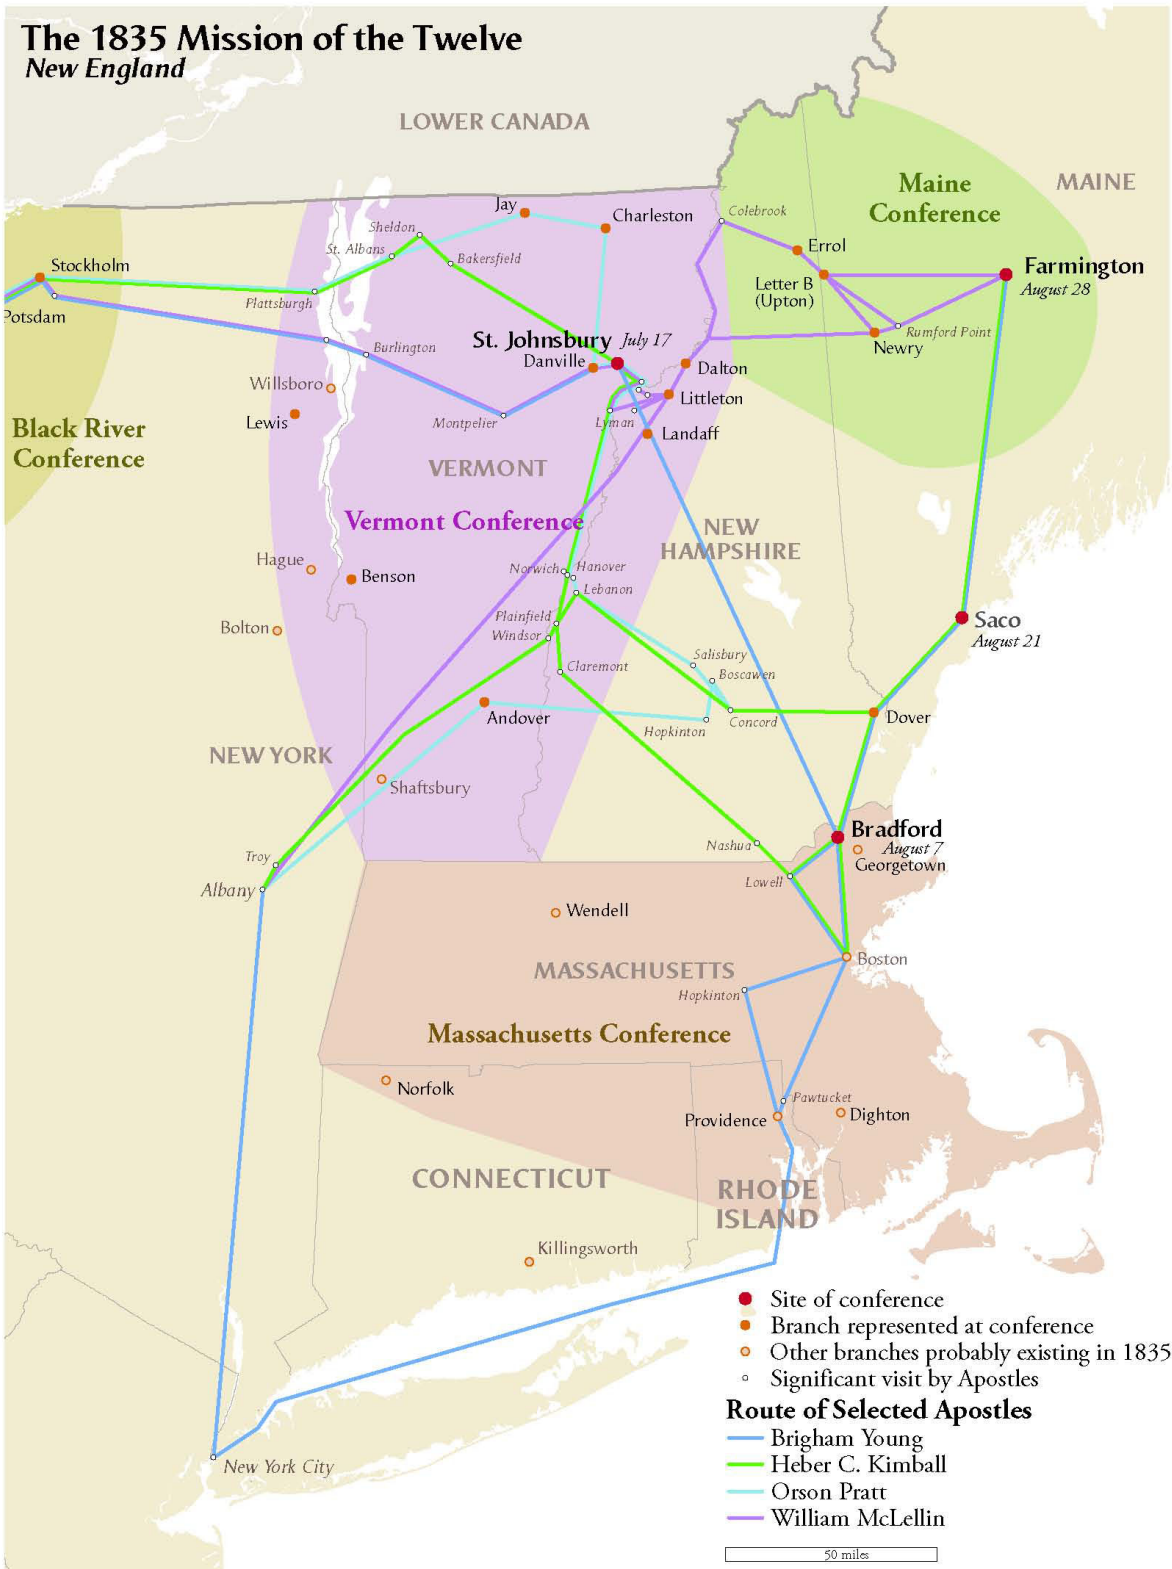 The 1835 Mission of the Twelve
New England
LOWER CANADA
MAINE
Maine
Conference
Jay
Charleston
Colebrook
Sheldon
St. Albans
Bakersfield
Errol
Letter B
(Upton)
Farmington
August 28
Stockholm
Plattsburgh
Potsdam
St. Johnsbury
July 17
Rumford Point
Newry
Burlington
Danville
Dalton
Willsboro
Littleton
Lewis
Montpelier
Lyman
Landaff
Black River
Conference
VERMONT
Vermont Conference
NEW
HAMPSHIRE
Hague
Norwich
Hanover
Benson
Lebanon
Bolton
Plainfield
Windsor
Saco
August 21
Salisbury
Claremont
Boscawen
Andover
Concord
Hopkinton
Dover
NEW YORK
Shaftsbury
Bradford
August 7
Georgetown
Nashua
Troy
Lowell
Albany
Wendell
Boston
MASSACHUSETTS
Hopkinton
Massachusetts Conference
Norfolk
Pawtucket
Providence
Dighton
CONNECTICUT
RHODE
ISLAND
Killingsworth
New York City
Site of conference
Branch represented at conference
Other branches probably existing in 1835
Significant visit by Apostles
Route of Selected Apostles
Brigham Young
Heber C. Kimball
Orson Pratt
William McLellin
50 miles